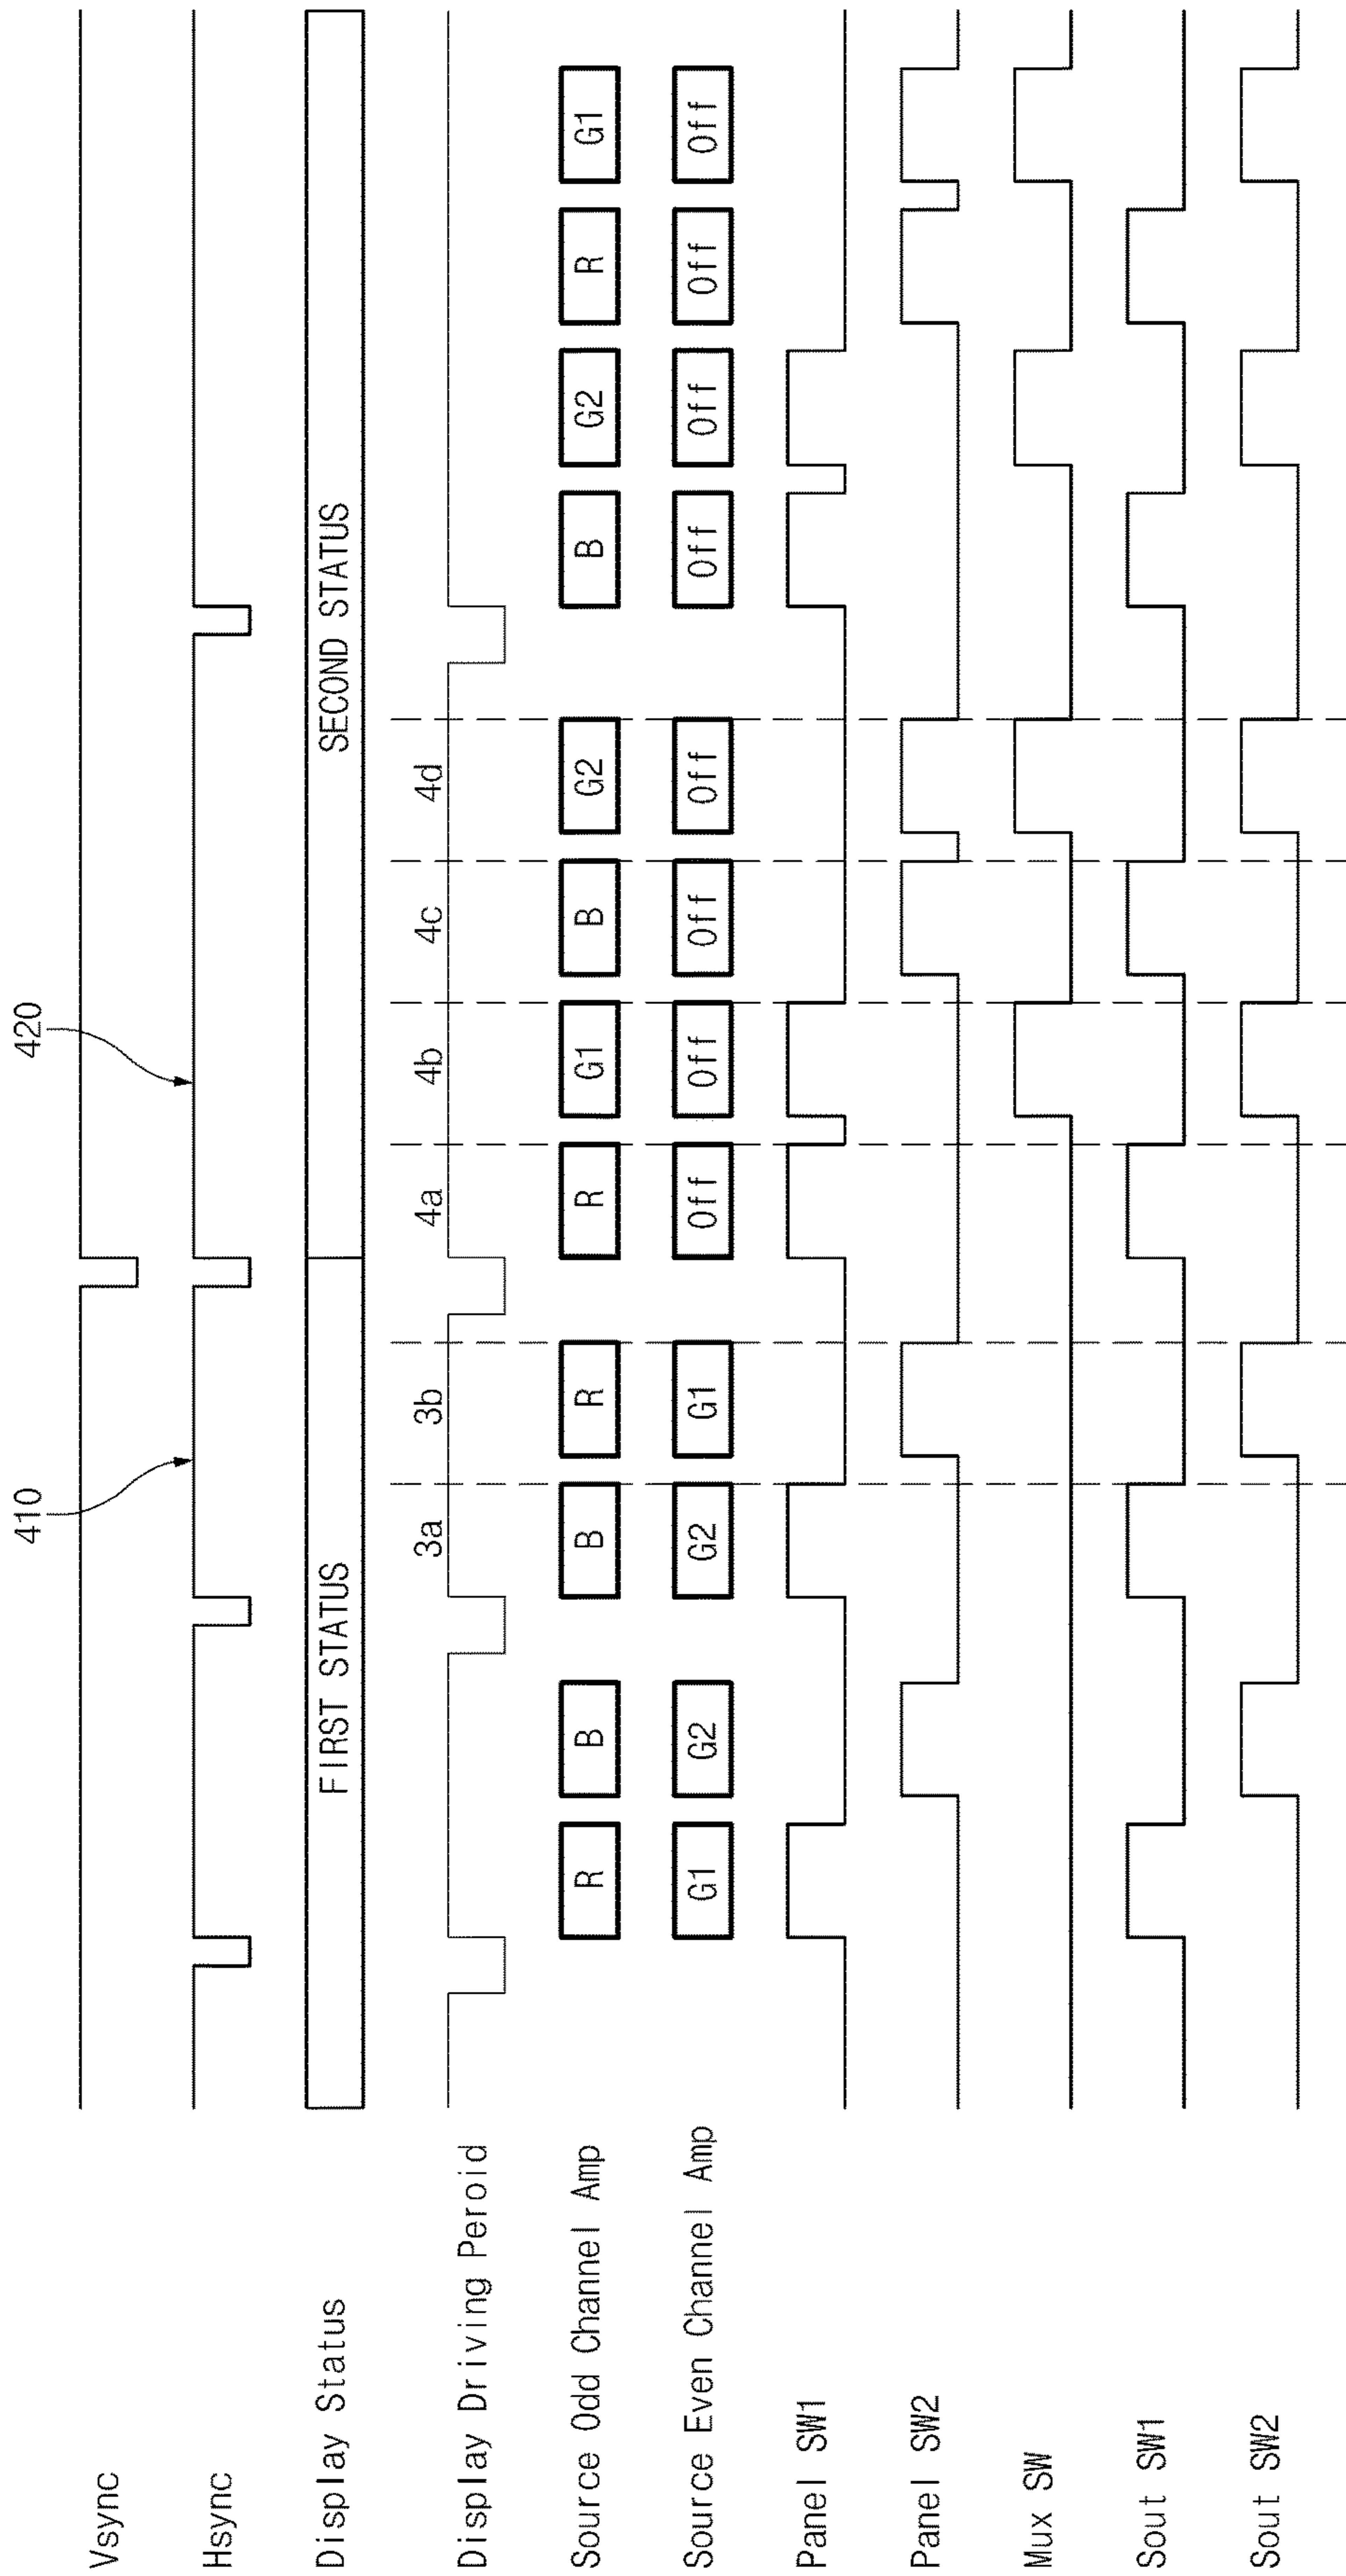 410
420
Vsync
Hsync
Display Status
FIRST STATUS
SECOND STATUS
3a
3b
4a
4b
4c
4d
Display Driving Peroid
Source Odd Channel Amp
R
B
B
R
R
G1
B
G2
B
G2
R
G1
Source Even Channel Amp
G1
G2
G2
G1
Off
Off
Off
Off
Off
Off
Off
Off
Panel SW1
Panel SW2
Mux SW
Sout SW1
Sout SW2